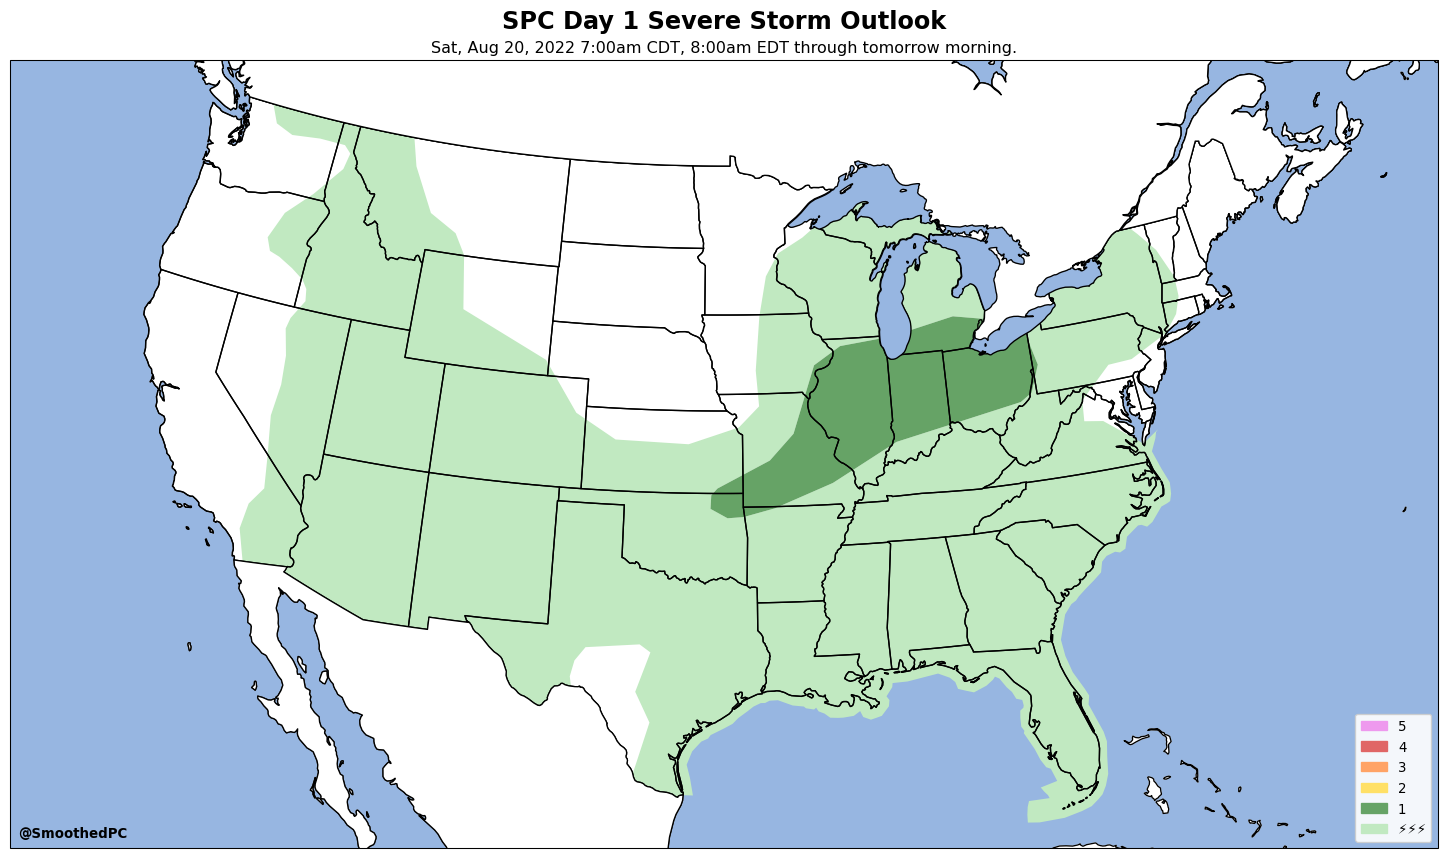 SPC Day 1 Severe Storm Outlook
Sat, Aug 20, 2022 7:00am CDT, 8:00am EDT through tomorrow morning.
5
4
3
2
1
⚡⚡⚡
@SmoothedPC